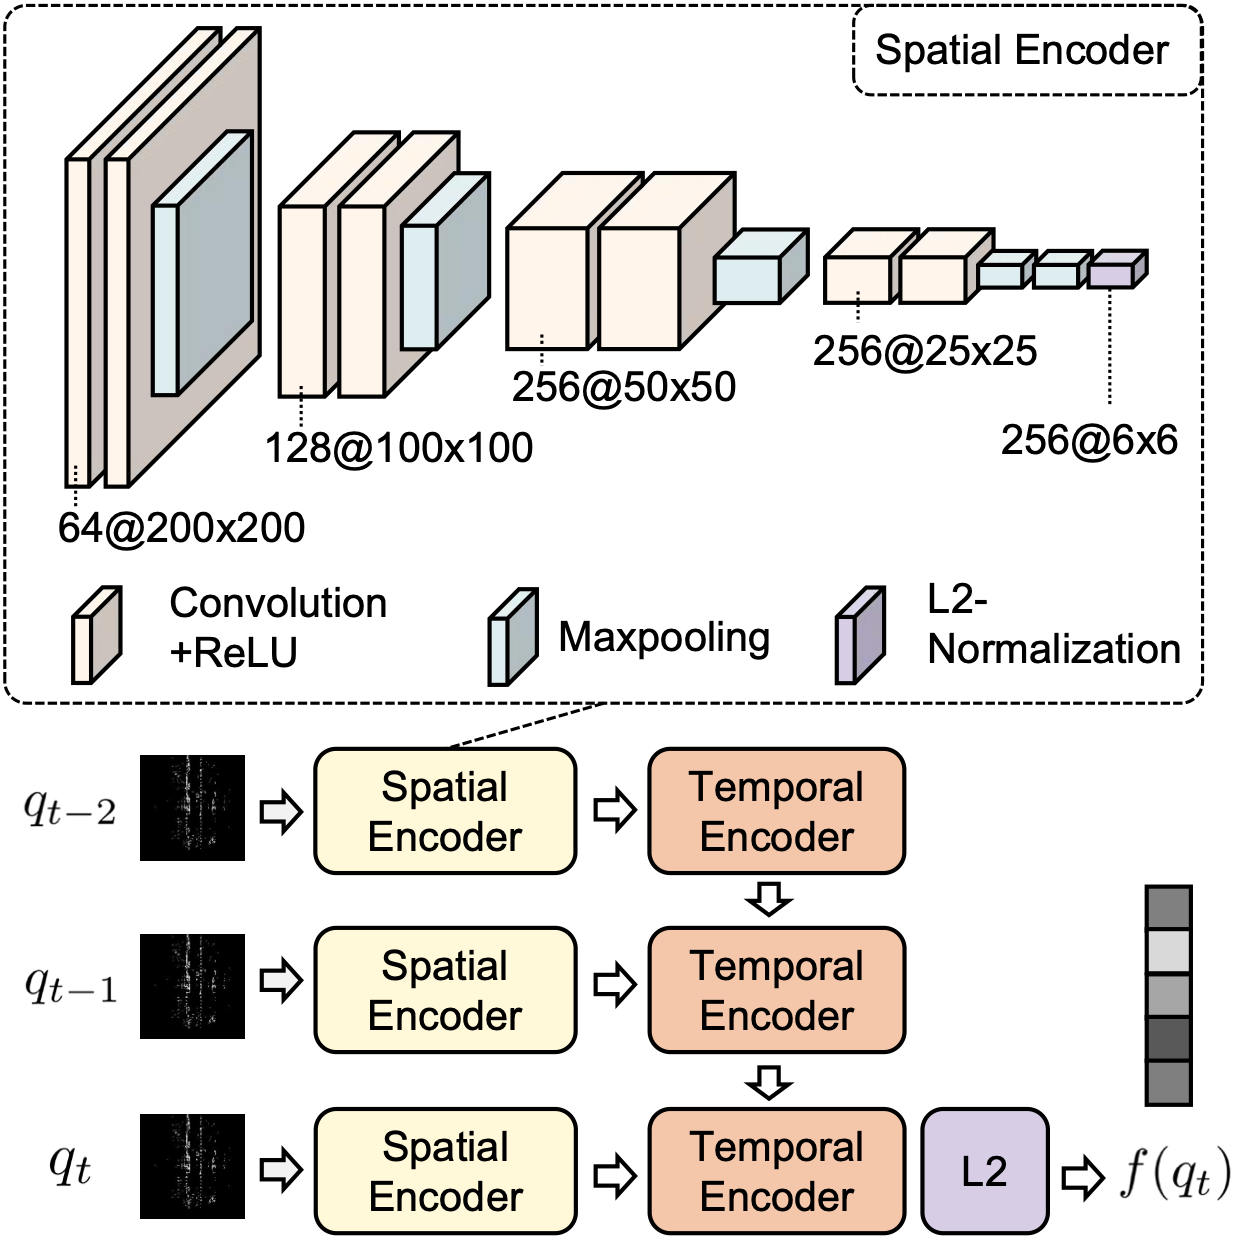 Spatial Encoder
64@200x200
128@100x100
256@50x50
256@25x25
256@6x6
Convolution
+ReLU
Maxpooling
L2-
Normalization
q_{t-2}
Spatial
Encoder
Temporal
Encoder
q_{t-1}
Spatial
Encoder
Temporal
Encoder
q_t
Spatial
Encoder
Temporal
Encoder
L2
f(q_t)